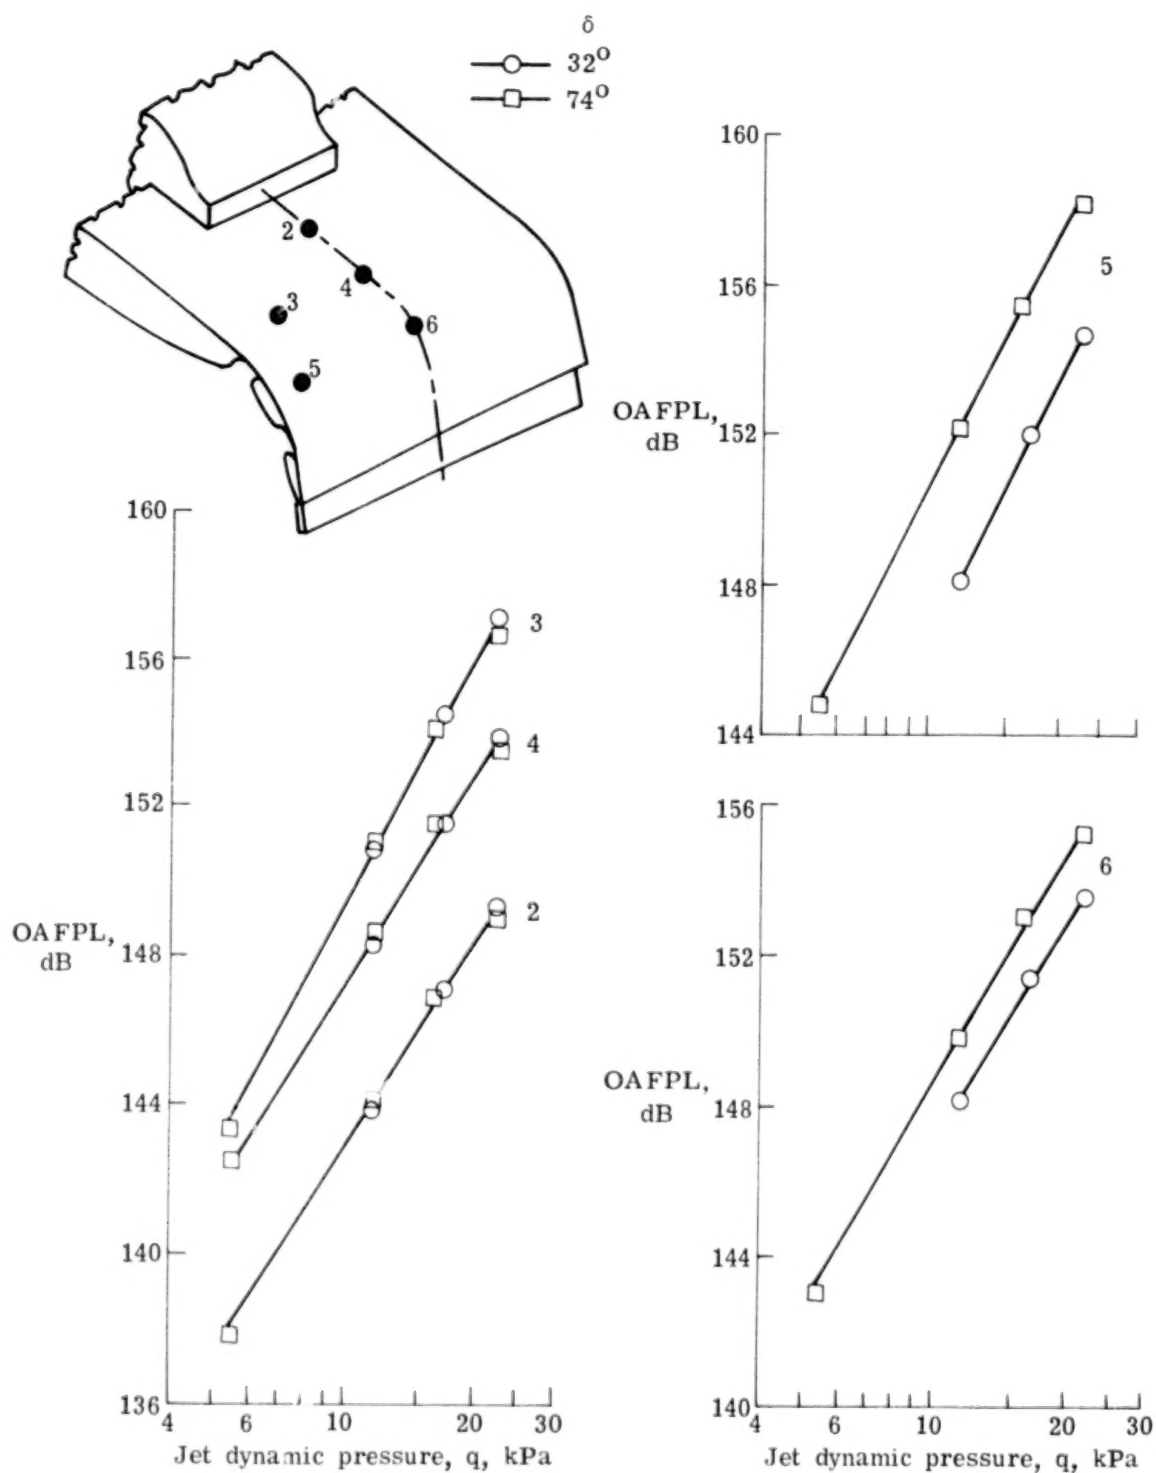 δ
32°
74°
2
4
3
6
5
160
156
152
148
144
140
136
OAFPL,
dB
3
4
2
4 6 10 20 30
Jet dynamic pressure, q, kPa
160
156
152
148
144
OAFPL,
dB
5
156
152
148
144
140
OAFPL,
dB
6
4 6 10 20 30
Jet dynamic pressure, q, kPa